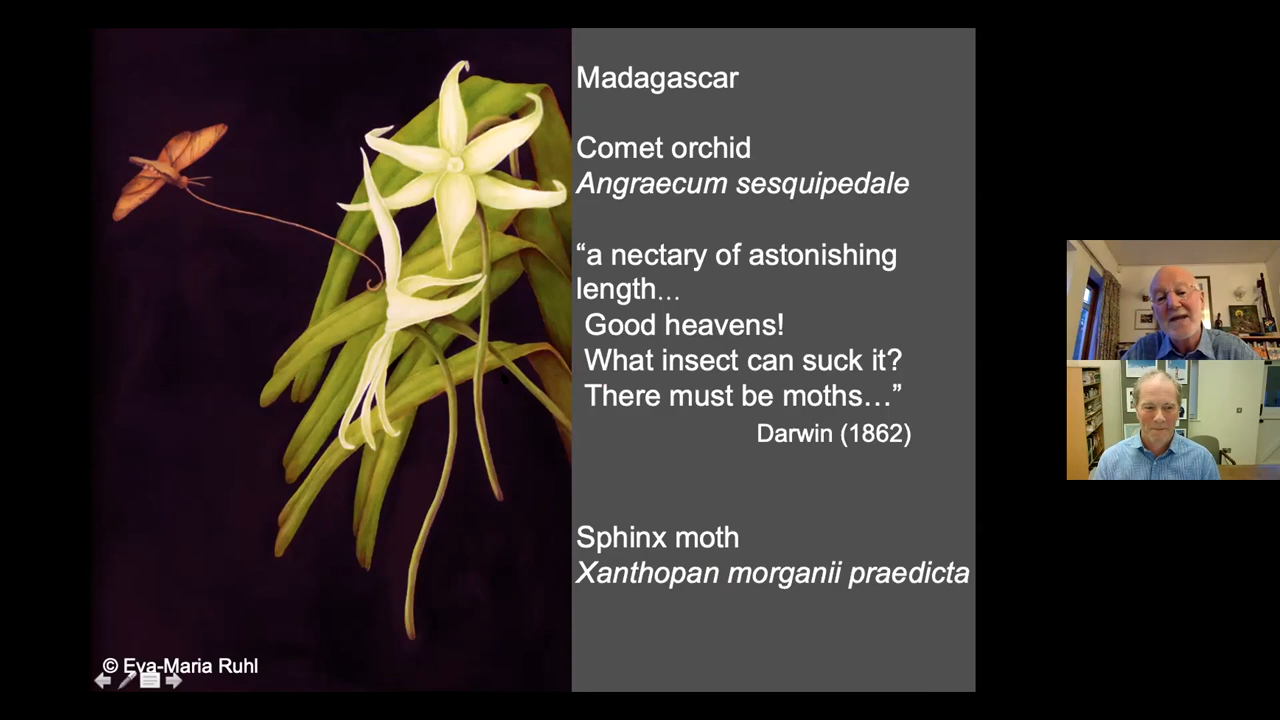 Madagascar
Comet orchid
Angraecum sesquipedale
“a nectary of astonishing
length...
Good heavens!
What insect can suck it?
There must be moths…”
Darwin (1862)
Sphinx moth
Xanthopan morganii praedicta
© Eva-Maria Ruhl